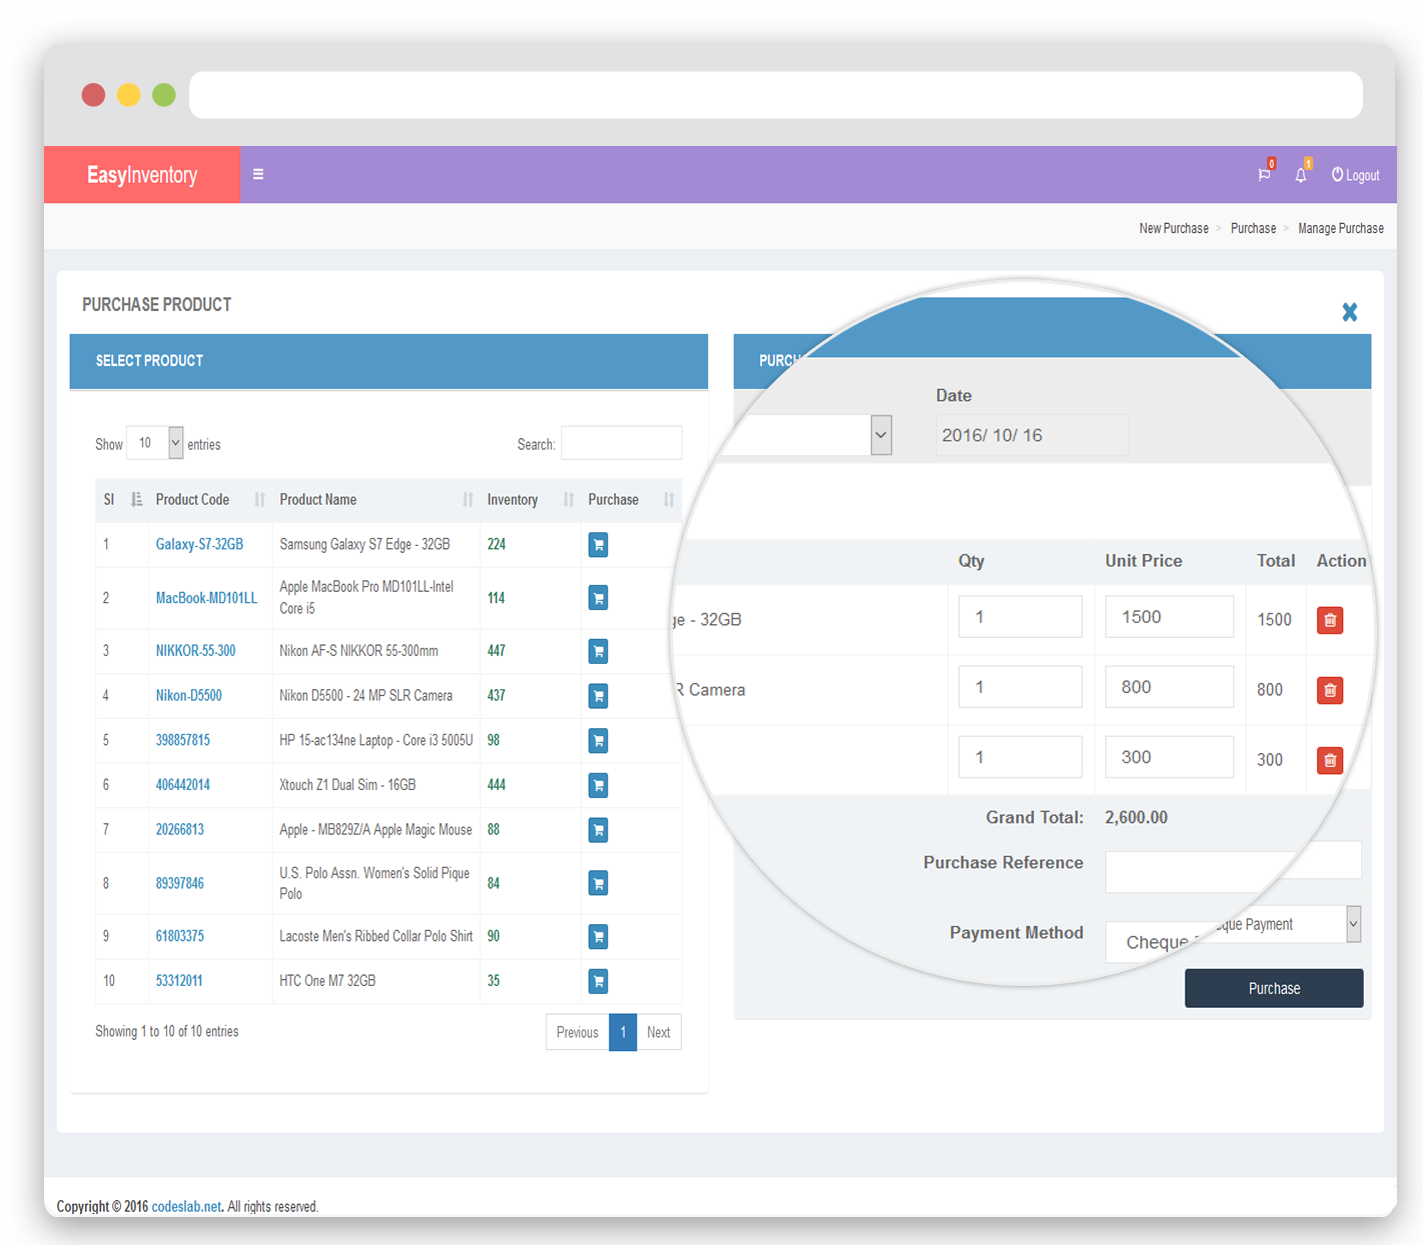 EasyInventory
0
1
Logout
New Purchase > Purchase > Manage Purchase
PURCHASE PRODUCT
SELECT PRODUCT
Show 10 entries
Search:
Sl Product Code Product Name Inventory Purchase
1 Galaxy-S7-32GB Samsung Galaxy S7 Edge - 32GB 224
2 MacBook-MD101LL Apple MacBook Pro MD101LL-Intel
Core i5 114
3 NIKKOR-55-300 Nikon AF-S NIKKOR 55-300mm 447
4 Nikon-D5500 Nikon D5500 - 24 MP SLR Camera 437
5 398857815 HP 15-ac134ne Laptop - Core i3 5005U 98
6 406442014 Xtouch Z1 Dual Sim - 16GB 444
7 20266813 Apple - MB829Z/A Apple Magic Mouse 88
8 89397846 U.S. Polo Assn. Women's Solid Pique
Polo 84
9 61803375 Lacoste Men's Ribbed Collar Polo Shirt 90
10 53312011 HTC One M7 32GB 35
Showing 1 to 10 of 10 entries
Previous 1 Next
PURCH
Date
2016/ 10/ 16
Qty Unit Price Total Action
ge - 32GB 1 1500 1500
R Camera 1 800 800
1 300 300
Grand Total: 2,600.00
Purchase Reference
Payment Method Cheque
que Payment
Purchase
Copyright © 2016 codeslab.net. All rights reserved.